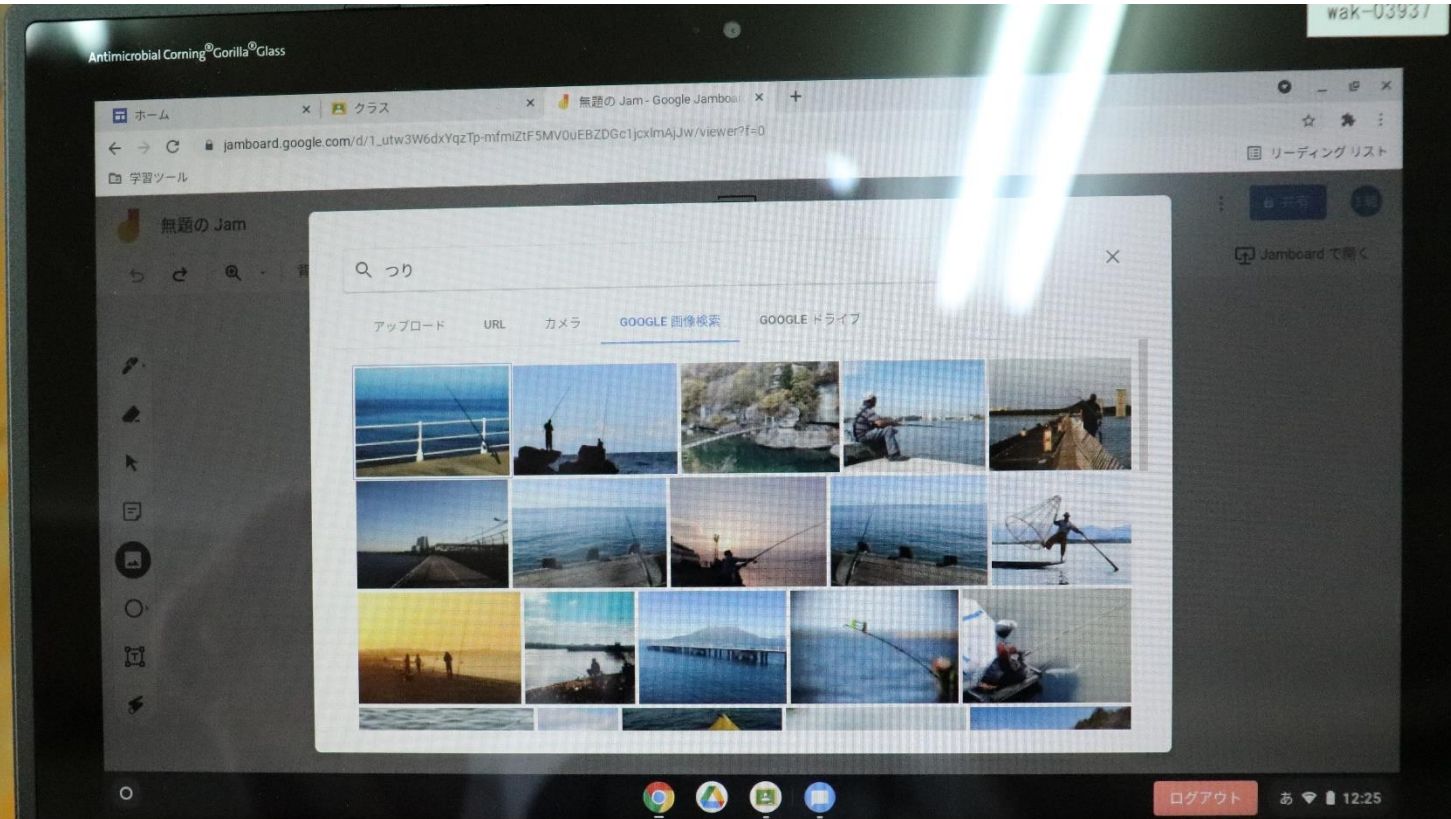 wak-03937
Antimicrobial Corning®Gorilla®Glass
ホーム
クラス
無題の Jam - Google Jamboa
jamboard.google.com/d/1_utw3W6dxYqzTp-mfmiZtF5MV0uEBZDGc1jcxlmAjJw/viewer?f=0
リーディング リスト
学習ツール
無題の Jam
共有
Jamboard で開く
背
つり
アップロード
URL
カメラ
GOOGLE 画像検索
GOOGLE ドライブ
ログアウト
あ
12:25